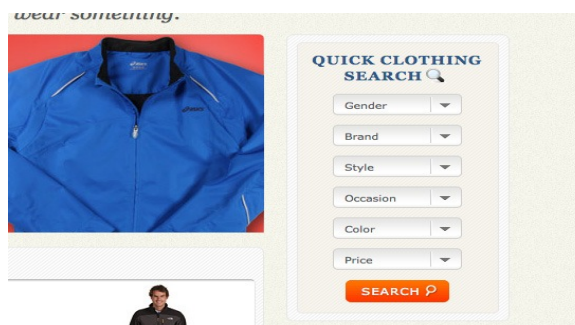 wear something.
QUICK CLOTHING
SEARCH
Gender
Brand
Style
Occasion
Color
Price
SEARCH